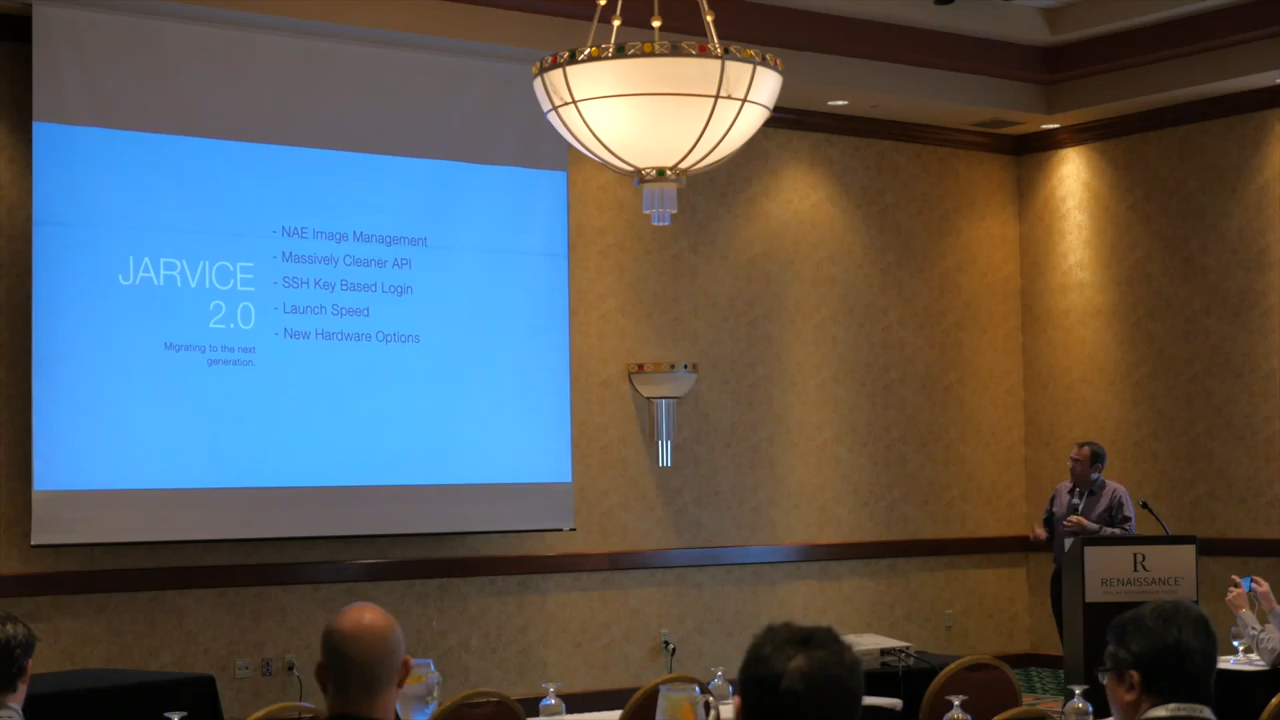 JARVICE
2.0
Migrating to the next
generation.
- NAE Image Management
- Massively Cleaner API
- SSH Key Based Login
- Launch Speed
- New Hardware Options
R
RENAISSANCE